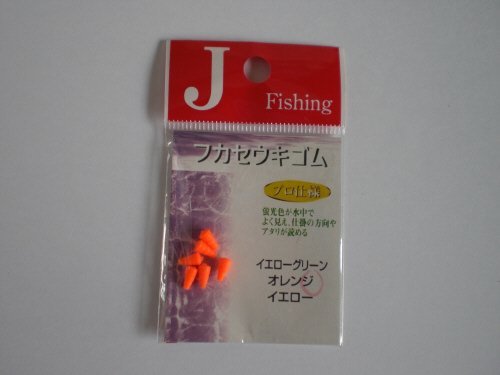 J
Fishing
フカセウキゴム
プロ仕様
蛍光色が水中で
よく見え、仕掛の方向や
アタリが読める
イエローグリーン
オレンジ
イエロー